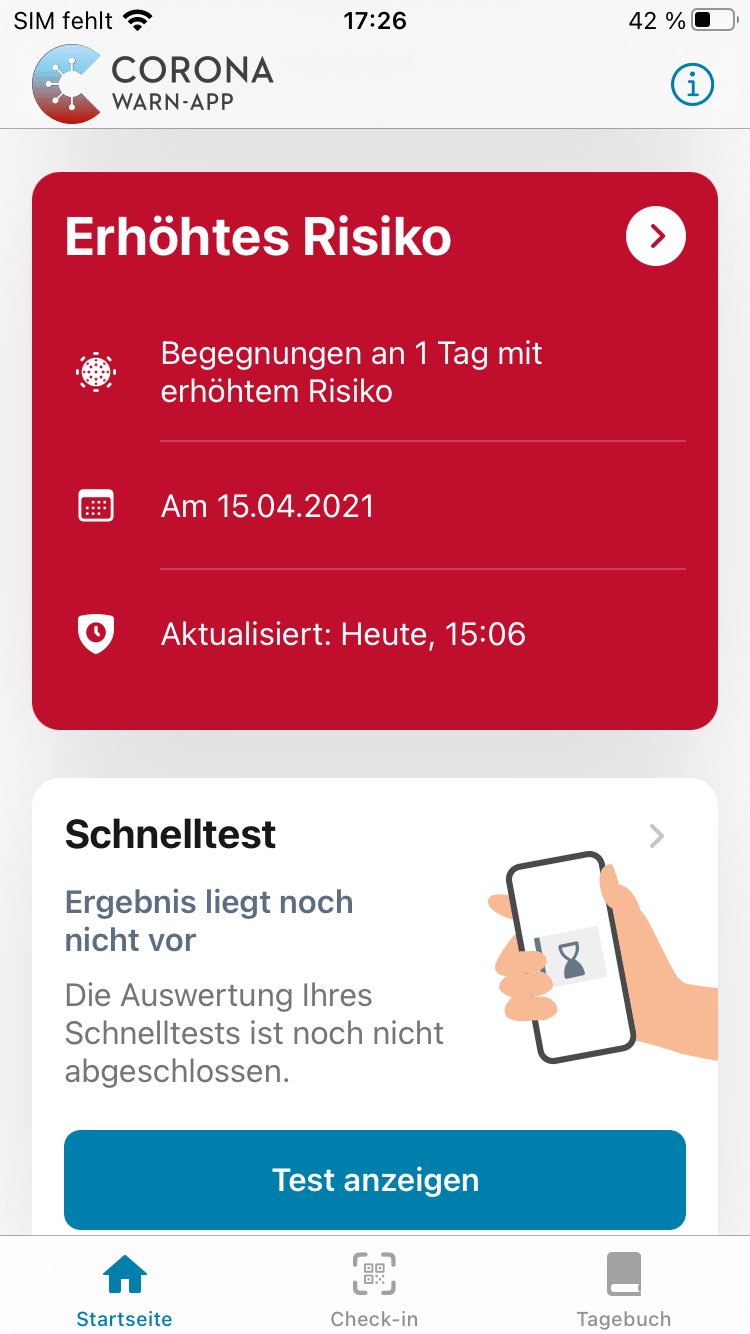 SIM fehlt 17:26 42 %
CORONA
WARN-APP
Erhöhtes Risiko
Begegnungen an 1 Tag mit
erhöhtem Risiko
Am 15.04.2021
Aktualisiert: Heute, 15:06
Schnelltest
Ergebnis liegt noch
nicht vor
Die Auswertung Ihres
Schnelltests ist noch nicht
abgeschlossen.
Test anzeigen
Startseite Check-in Tagebuch